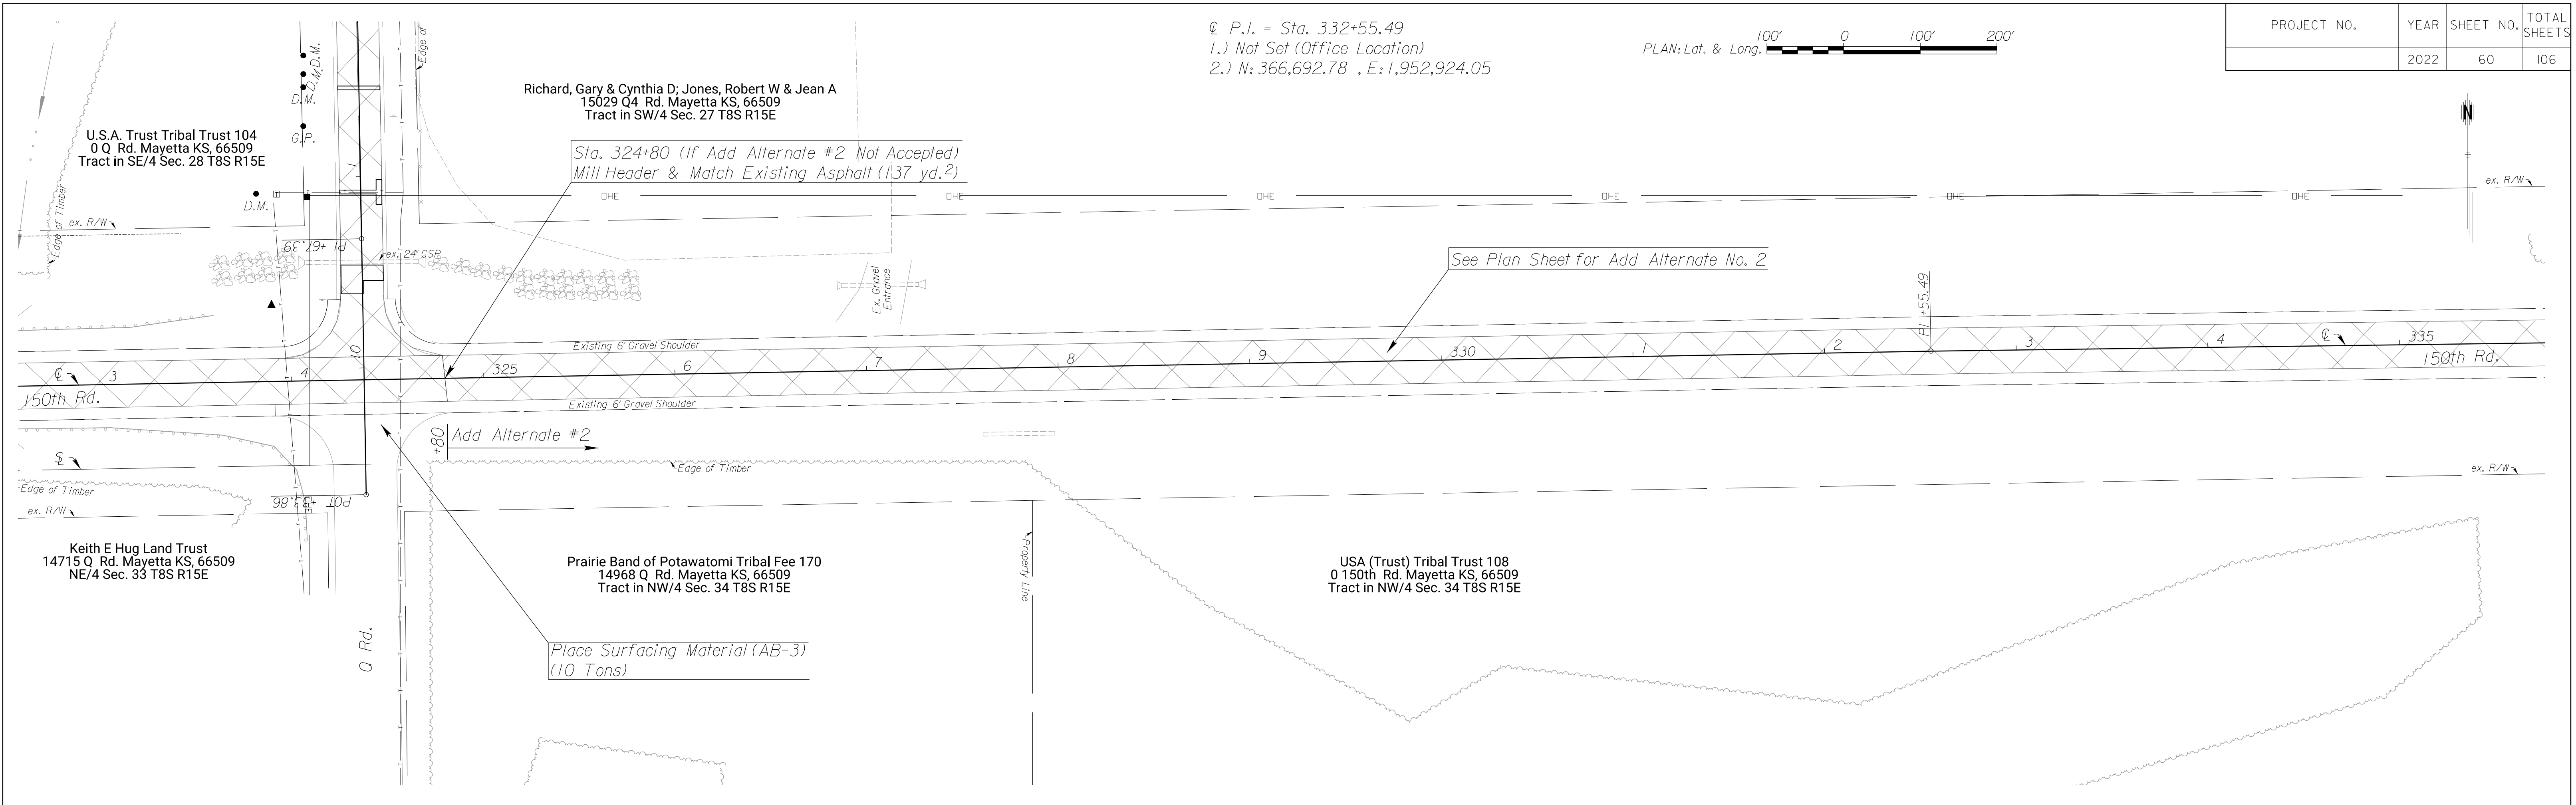 ℄ P.I. = Sta. 332+55.49
1.) Not Set (Office Location)
2.) N: 366,692.78 , E: 1,952,924.05
PLAN: Lat. & Long.
100' 0 100' 200'
PROJECT NO. YEAR SHEET NO. TOTAL SHEETS
2022 60 106
N
D.M.
D.M.
D.M.
G.P.
D.M.
Edge of
U.S.A. Trust Tribal Trust 104
0 Q Rd. Mayetta KS, 66509
Tract in SE/4 Sec. 28 T8S R15E
Richard, Gary & Cynthia D; Jones, Robert W & Jean A
15029 Q4 Rd. Mayetta KS, 66509
Tract in SW/4 Sec. 27 T8S R15E
Sta. 324+80 (If Add Alternate #2 Not Accepted)
Mill Header & Match Existing Asphalt (137 yd.2)
OHE OHE OHE OHE OHE OHE
ex. R/W
ex. R/W
Edge of Timber
PI +67.39
ex. 24" CSP
Ex. Gravel
Entrance
See Plan Sheet for Add Alternate No. 2
PI +55.49
1
10
Existing 6' Gravel Shoulder
℄ 3 4 325 6 7 8 9 330 1 2 3 4 ℄ 335
150th Rd.
150th Rd.
Existing 6' Gravel Shoulder
+80
Add Alternate #2
℄
Edge of Timber
Edge of Timber
ex. R/W
POT +33.86
ex. R/W
Keith E Hug Land Trust
14715 Q Rd. Mayetta KS, 66509
NE/4 Sec. 33 T8S R15E
Prairie Band of Potawatomi Tribal Fee 170
14968 Q Rd. Mayetta KS, 66509
Tract in NW/4 Sec. 34 T8S R15E
Property Line
USA (Trust) Tribal Trust 108
0 150th Rd. Mayetta KS, 66509
Tract in NW/4 Sec. 34 T8S R15E
Q Rd.
Place Surfacing Material (AB-3)
(10 Tons)